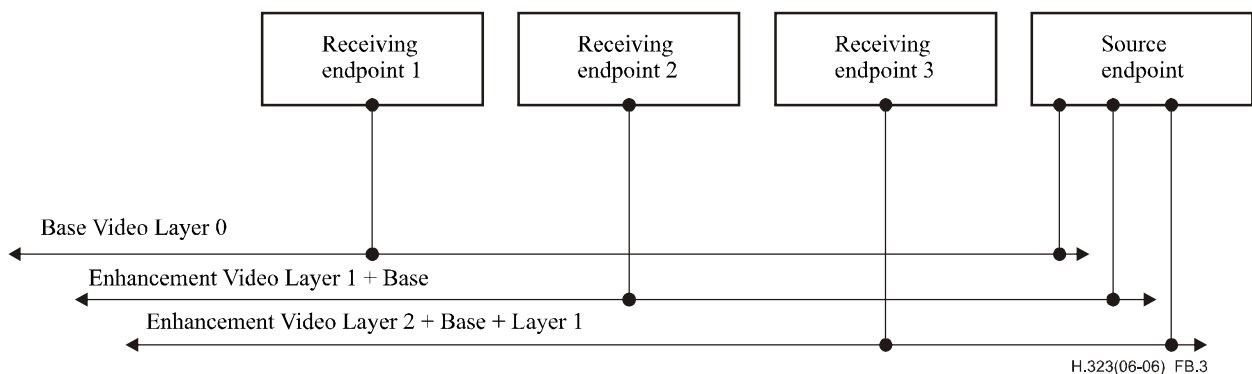 Receiving
endpoint 1
Receiving
endpoint 2
Receiving
endpoint 3
Source
endpoint
Base Video Layer 0
Enhancement Video Layer 1 + Base
Enhancement Video Layer 2 + Base + Layer 1
H.323(06-06)_FB.3